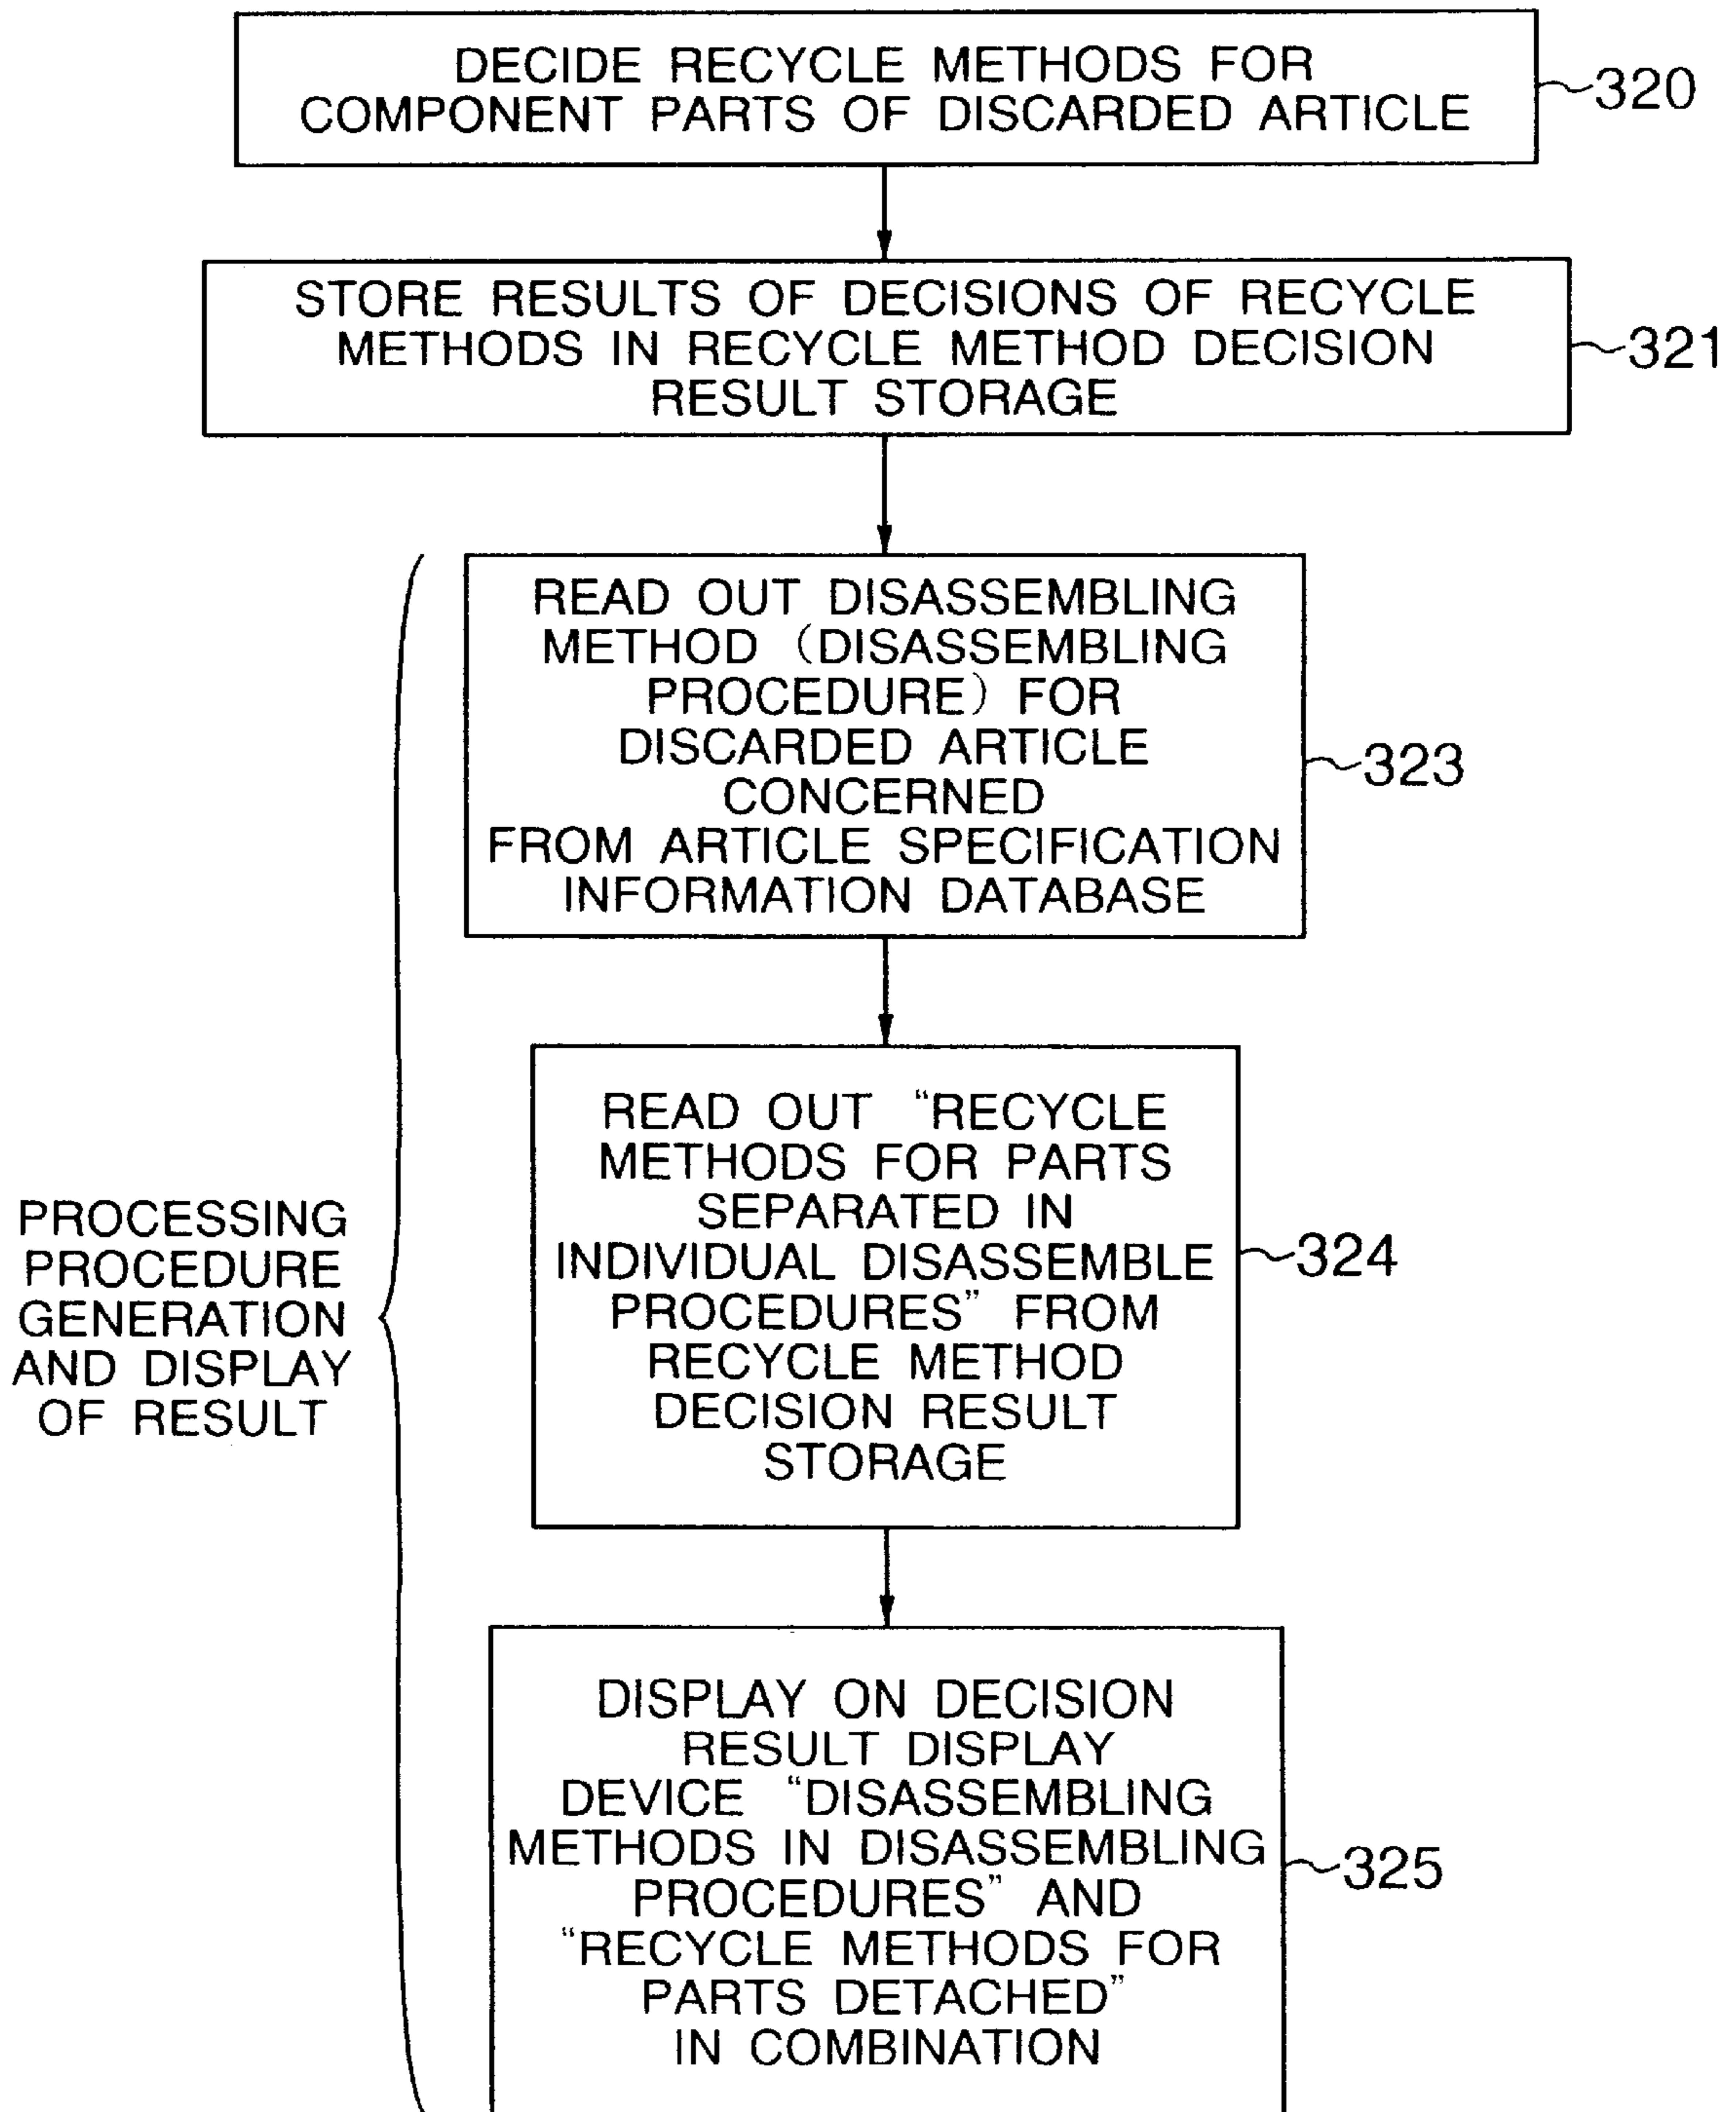 DECIDE RECYCLE METHODS FOR
COMPONENT PARTS OF DISCARDED ARTICLE
320
STORE RESULTS OF DECISIONS OF RECYCLE
METHODS IN RECYCLE METHOD DECISION
RESULT STORAGE
321
READ OUT DISASSEMBLING
METHOD (DISASSEMBLING
PROCEDURE) FOR
DISCARDED ARTICLE
CONCERNED
FROM ARTICLE SPECIFICATION
INFORMATION DATABASE
323
READ OUT “RECYCLE
METHODS FOR PARTS
SEPARATED IN
INDIVIDUAL DISASSEMBLE
PROCEDURES” FROM
RECYCLE METHOD
DECISION RESULT
STORAGE
324
PROCESSING
PROCEDURE
GENERATION
AND DISPLAY
OF RESULT
DISPLAY ON DECISION
RESULT DISPLAY
DEVICE “DISASSEMBLING
METHODS IN DISASSEMBLING
PROCEDURES” AND
“RECYCLE METHODS FOR
PARTS DETACHED”
IN COMBINATION
325